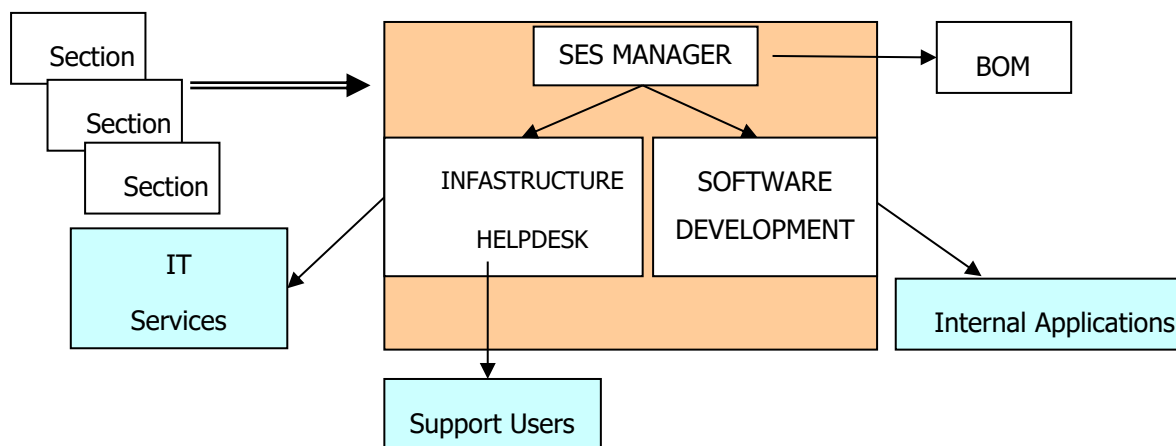 Section
Section
Section
SES MANAGER
BOM
INFASTRUCTURE
HELPDESK
SOFTWARE
DEVELOPMENT
IT
Services
Internal Applications
Support Users